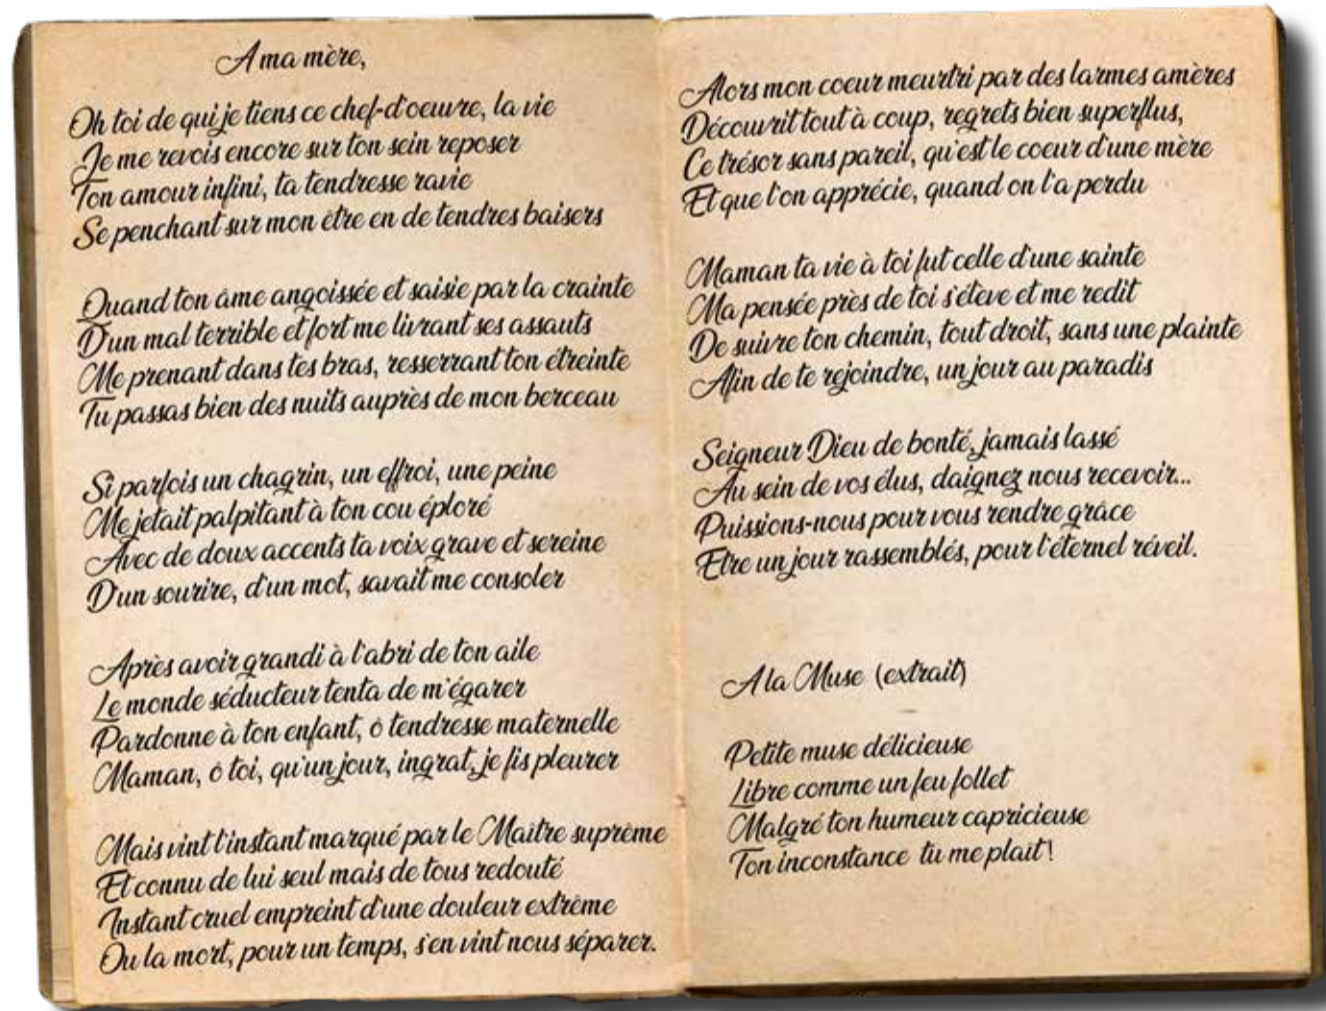 A ma mère,
Oh toi de qui je tiens ce chef-d'oeuvre, la vie
Je me revois encore sur ton sein reposer
Ton amour infini, ta tendresse ravie
Se penchant sur mon être en de tendres baisers
Quand ton âme angoissée et saisie par la crainte
D'un mal terrible et fort me livrant ses assauts
Me prenant dans tes bras, resserrant ton étreinte
Tu passas bien des nuits auprès de mon berceau
Si parfois un chagrin, un effroi, une peine
Me jetait palpitant à ton cou éploré
Avec de doux accents ta voix grave et sereine
D'un sourire, d'un mot, savait me consoler
Après avoir grandi à l'abri de ton aile
Le monde séducteur tenta de m'égarer
Pardonne à ton enfant, ô tendresse maternelle
Maman, ô toi, qu'un jour, ingrat, je fis pleurer
Mais vint l'instant marqué par le Maître suprême
Et connu de lui seul mais de tous redouté
Instant cruel empreint d'une douleur extrême
Ou la mort, pour un temps, s'en vint nous séparer.
Alors mon coeur meurtri par des larmes amères
Découvrit tout à coup, regrets bien superflus,
Ce trésor sans pareil, qu'est le coeur d'une mère
Et que l'on apprécie, quand on l'a perdu
Maman ta vie à toi fut celle d'une sainte
Ma pensée près de toi s'élève et me redit
De suivre ton chemin, tout droit, sans une plainte
Afin de te rejoindre, un jour au paradis
Seigneur Dieu de bonté, jamais lassé
Au sein de vos élus, daignez nous recevoir...
Puissions-nous pour vous rendre grâce
Etre un jour rassemblés, pour l'éternel réveil.
A la Muse (extrait)
Petite muse délicieuse
Libre comme un feu follet
Malgré ton humeur capricieuse
Ton inconstance tu me plaît !